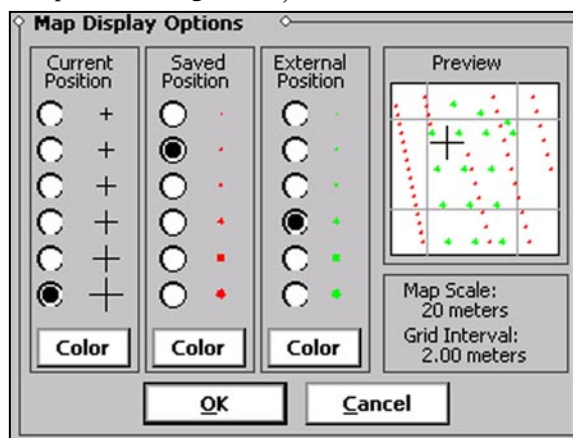 Map Display Options
Current
Position
Saved
Position
External
Position
Preview
Map Scale:
20 meters
Grid Interval:
2.00 meters
Color
Color
Color
OK
Cancel